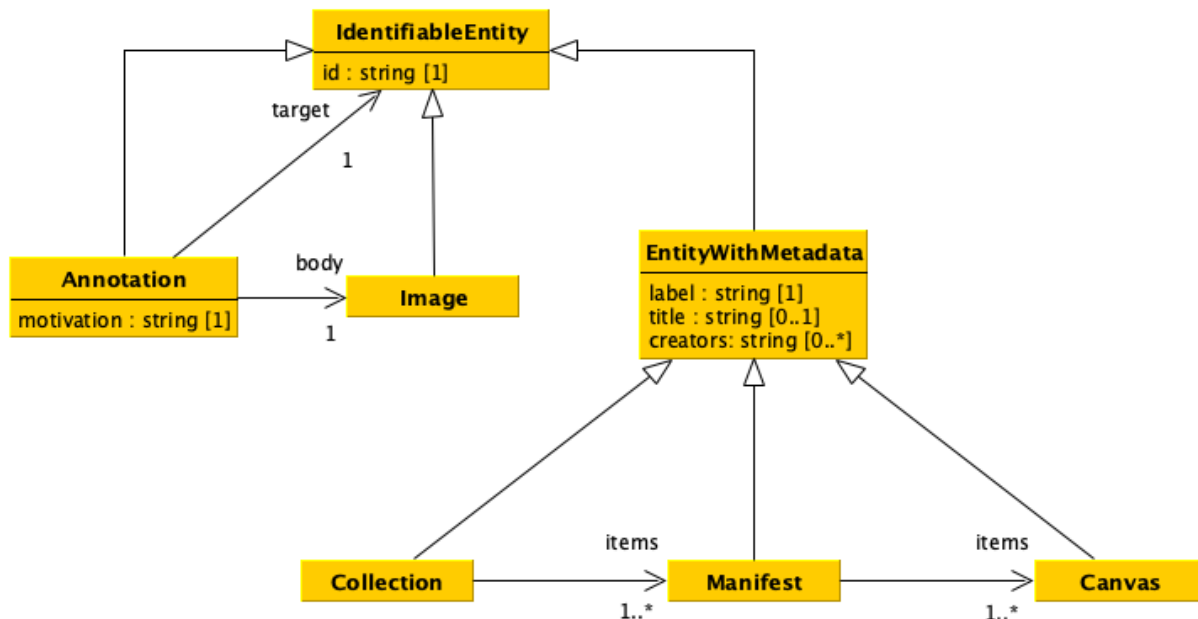 IdentifiableEntity
id : string [1]
target
1
Annotation
motivation : string [1]
body
1
Image
EntityWithMetadata
label : string [1]
title : string [0..1]
creators: string [0..*]
items
items
Collection
Manifest
Canvas
1..*
1..*